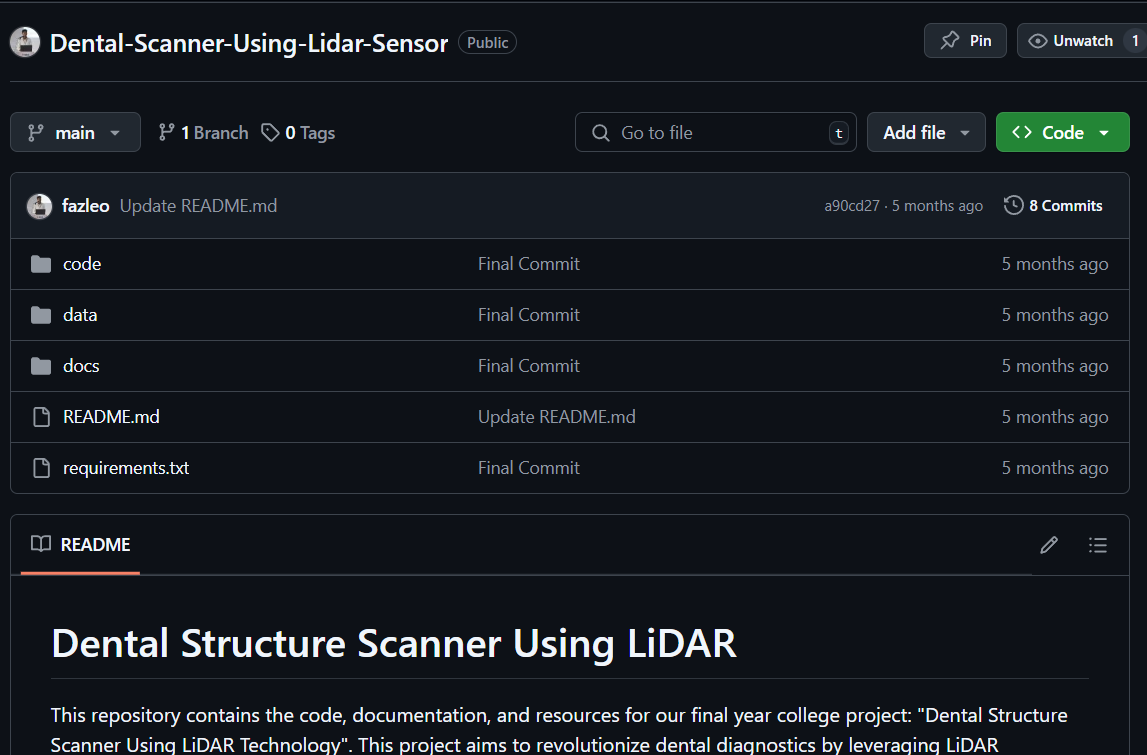 Dental-Scanner-Using-Lidar-Sensor Public Pin Unwatch 1
main 1 Branch 0 Tags Go to file t Add file Code
fazleo Update README.md a90cd27 · 5 months ago 8 Commits
code Final Commit 5 months ago
data Final Commit 5 months ago
docs Final Commit 5 months ago
README.md Update README.md 5 months ago
requirements.txt Final Commit 5 months ago
README
Dental Structure Scanner Using LiDAR
This repository contains the code, documentation, and resources for our final year college project: "Dental Structure
Scanner Using LiDAR Technology". This project aims to revolutionize dental diagnostics by leveraging LiDAR